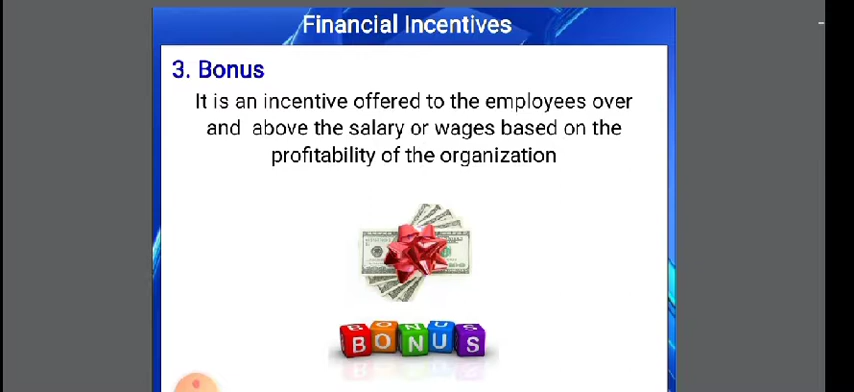 Financial Incentives
3. Bonus
It is an incentive offered to the employees over
and above the salary or wages based on the
profitability of the organization
BONUS